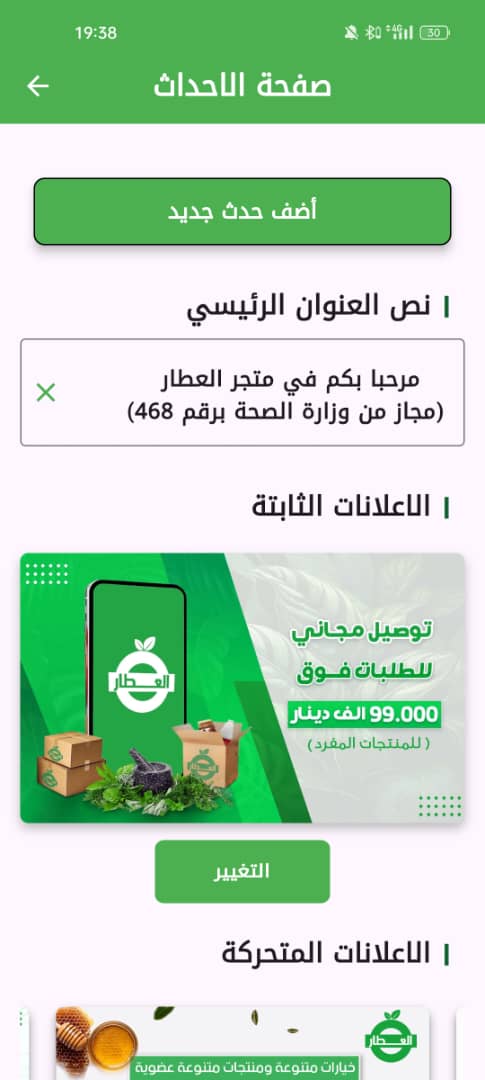 19:38
4G
30
صفحة الاحداث
أضف حدث جديد
نص العنوان الرئيسي
مرحبا بكم في متجر العطار
(مجاز من وزارة الصحة برقم 468)
الاعلانات الثابتة
توصيل مجاني
للطلبات فوق
99.000 الف دينار
( للمنتجات المفرد )
العطار
التغيير
الاعلانات المتحركة
العطار
خيارات متنوعة ومنتجات متنوعة عضوية